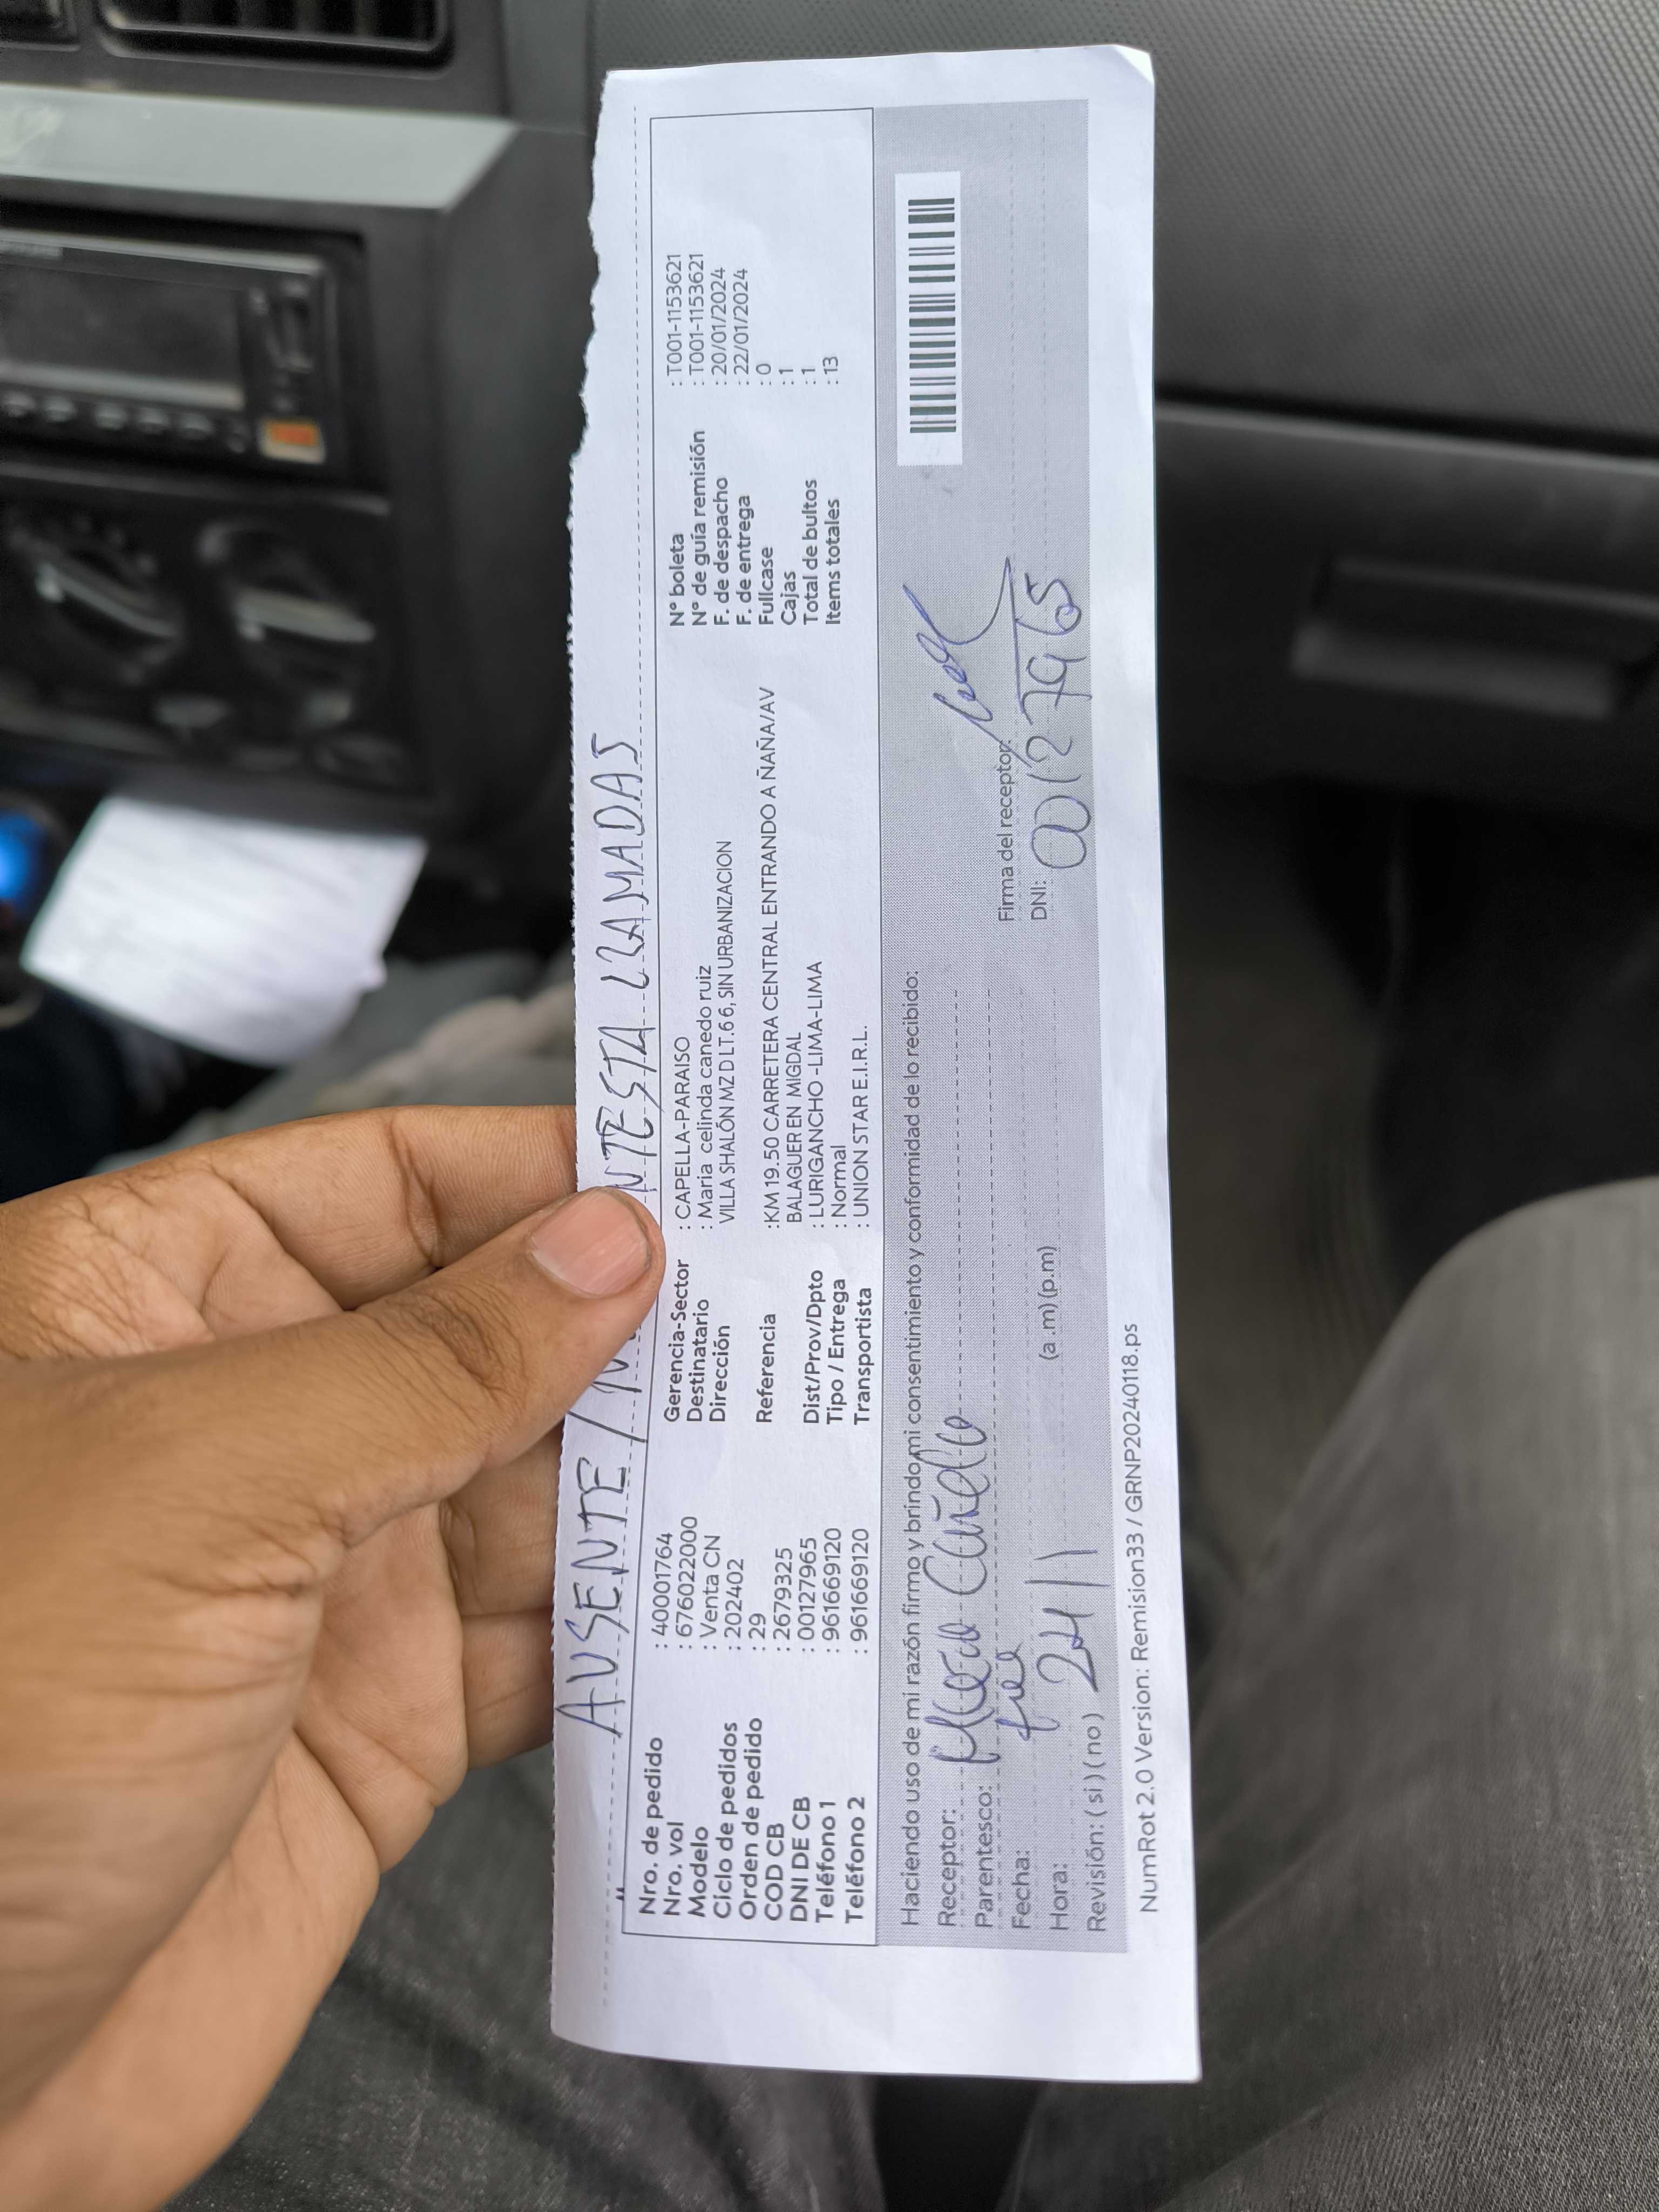 AUSENTE / NTESTA LLAMADAS
Nro. de pedido : 40001764
Nro. vol : 676022000
Modelo : Venta CN
Ciclo de pedidos : 202402
Orden de pedido : 29
COD CB : 2679325
DNI DE CB : 00127965
Teléfono 1 : 961669120
Teléfono 2 : 961669120
Gerencia-Sector : CAPELLA-PARAISO
Destinatario : Maria celinda canedo ruiz
Dirección VILLA SHALÓN MZ D LT.6 6, SIN URBANIZACION
Referencia :KM 19.50 CARRETERA CENTRAL ENTRANDO A ÑAÑA/AV
BALAGUER EN MIGDAL
Dist/Prov/Dpto : LURIGANCHO -LIMA-LIMA
Tipo / Entrega : Normal
Transportista : UNION STAR E.I.R.L.
N° boleta : T001-1153621
N° de guía remisión : T001-1153621
F. de despacho : 20/01/2024
F. de entrega : 22/01/2024
Fullcase : 0
Cajas : 1
Total de bultos : 1
Items totales : 13
Haciendo uso de mi razón firmo y brindo mi consentimiento y conformidad de lo recibido:
Receptor:
Parentesco:
Fecha:
Hora: 24/1 (a .m) (p.m)
Revisión: ( si ) ( no )
Firma del receptor:
DNI: 00127965
NumRot 2.0 Version: Remision33 / GRNP20240118.ps